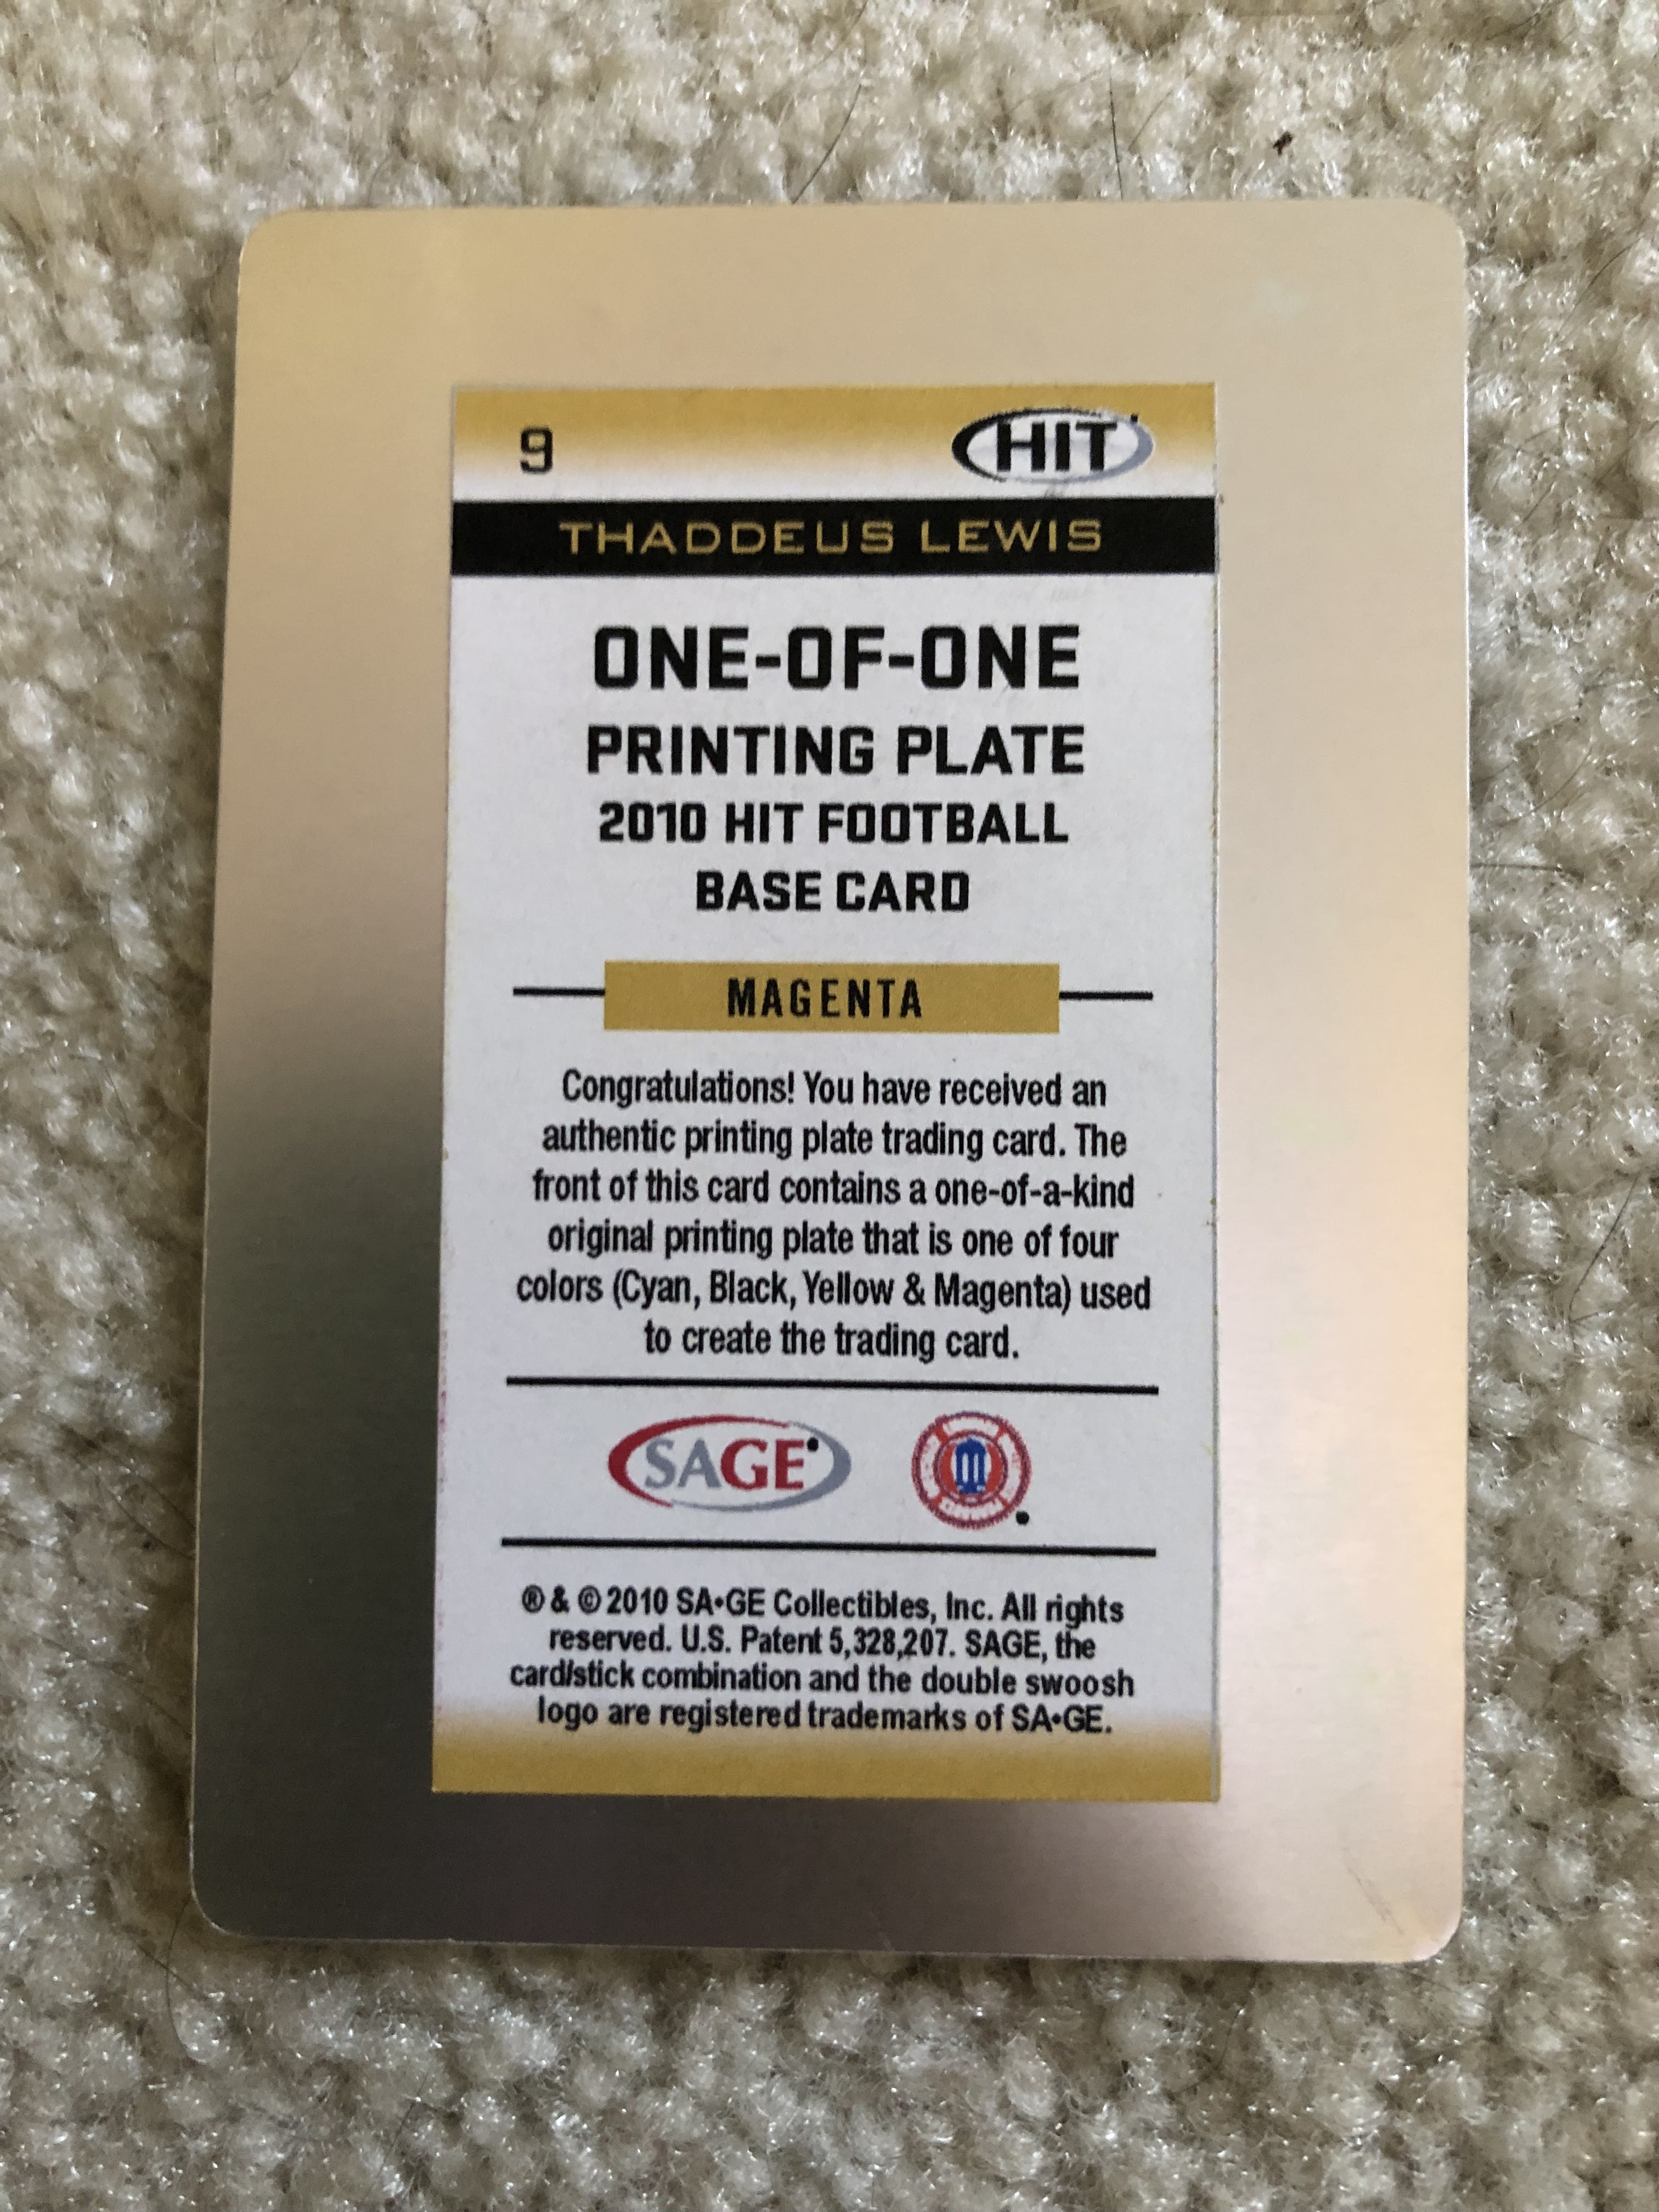 9 HIT
THADDEUS LEWIS
ONE-OF-ONE
PRINTING PLATE
2010 HIT FOOTBALL
BASE CARD
MAGENTA
Congratulations! You have received an
authentic printing plate trading card. The
front of this card contains a one-of-a-kind
original printing plate that is one of four
colors (Cyan, Black, Yellow & Magenta) used
to create the trading card.
SAGE
® & © 2010 SA•GE Collectibles, Inc. All rights
reserved. U.S. Patent 5,328,207. SAGE, the
card/stick combination and the double swoosh
logo are registered trademarks of SA•GE.